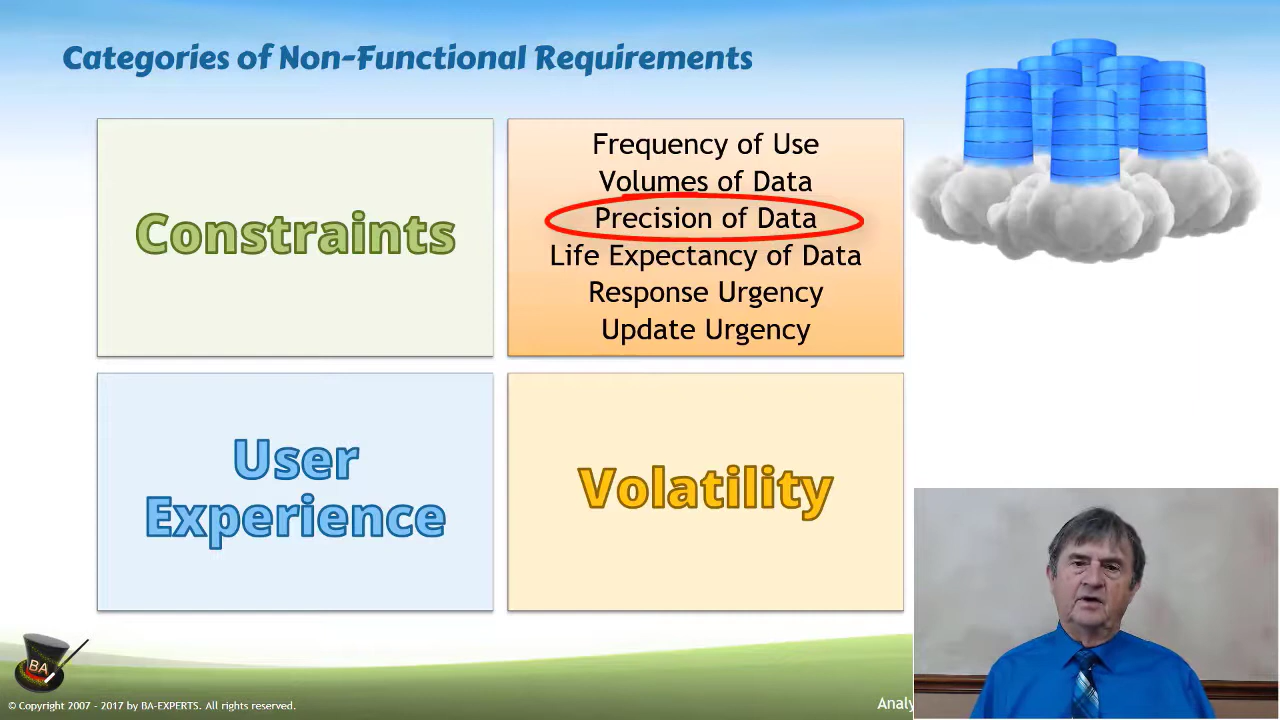 Categories of Non-Functional Requirements
Constraints
Frequency of Use
Volumes of Data
Precision of Data
Life Expectancy of Data
Response Urgency
Update Urgency
User
Experience
Volatility
BA
© Copyright 2007 - 2017 by BA-EXPERTS. All rights reserved.
Analy